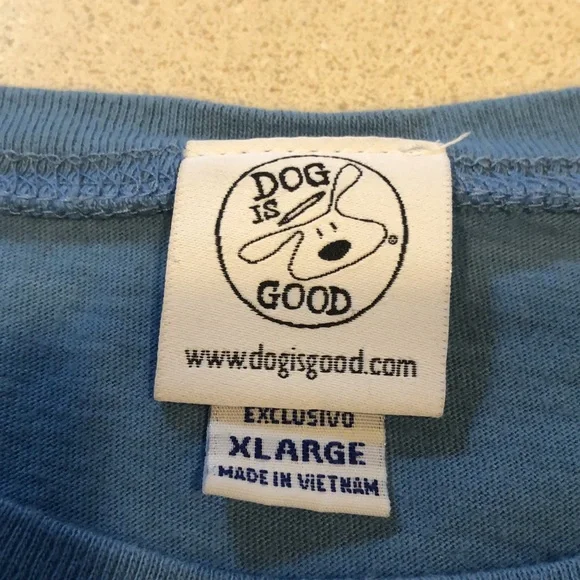 DOG
IS
GOOD
®
www.dogisgood.com
EXCLUSIVO
XLARGE
MADE IN VIETNAM